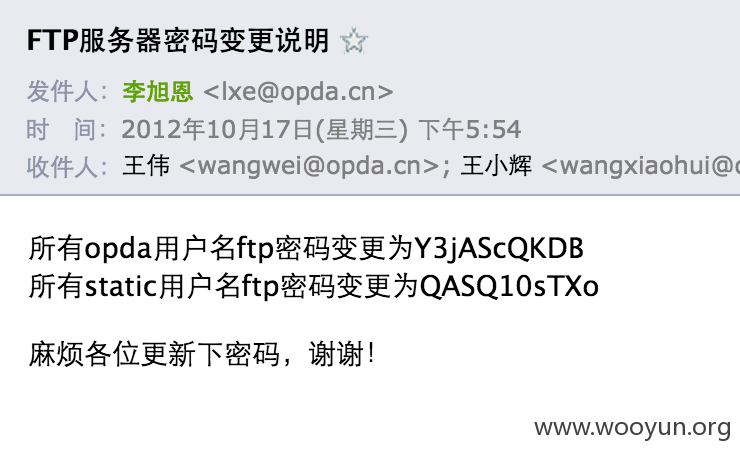 FTP服务器密码变更说明 ☆
发件人：李旭恩 <lxe@opda.cn>
时 间：2012年10月17日(星期三) 下午5:54
收件人：王伟 <wangwei@opda.cn>; 王小辉 <wangxiaohui@
所有opda用户名ftp密码变更为Y3jAScQKDB
所有static用户名ftp密码变更为QASQ10sTXo
麻烦各位更新下密码，谢谢！
www.wooyun.org